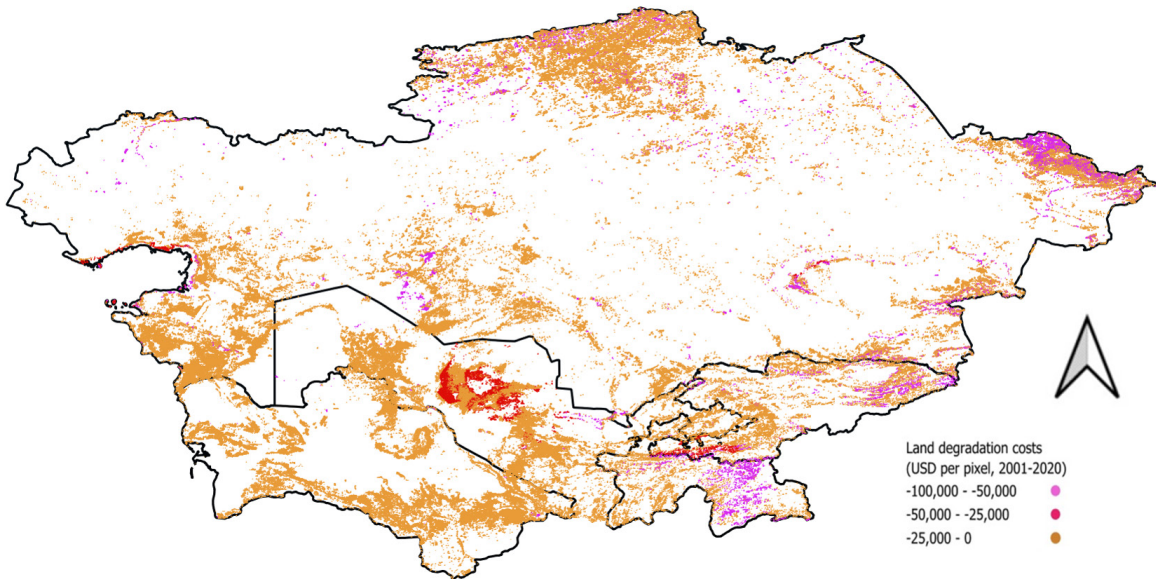 Land degradation costs
(USD per pixel, 2001-2020)
-100,000 - -50,000
-50,000 - -25,000
-25,000 - 0